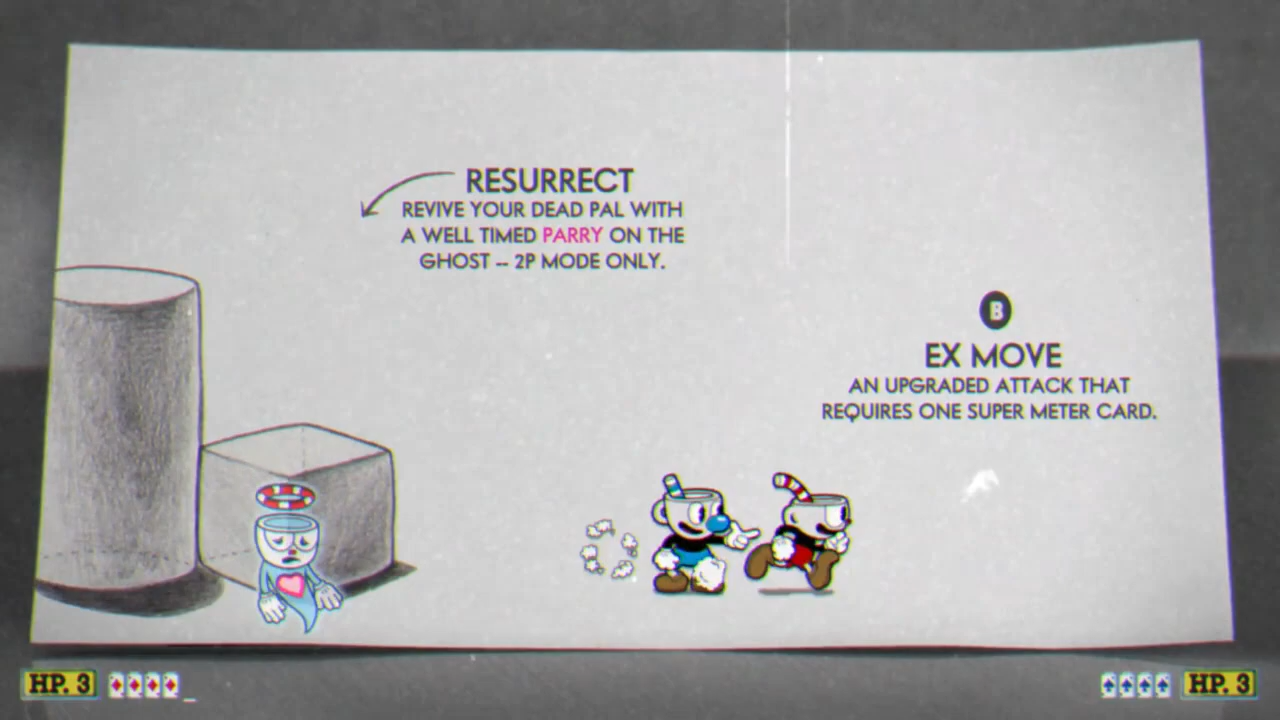 RESURRECT
REVIVE YOUR DEAD PAL WITH
A WELL TIMED PARRY ON THE
GHOST -- 2P MODE ONLY.
B
EX MOVE
AN UPGRADED ATTACK THAT
REQUIRES ONE SUPER METER CARD.
HP. 3
HP. 3